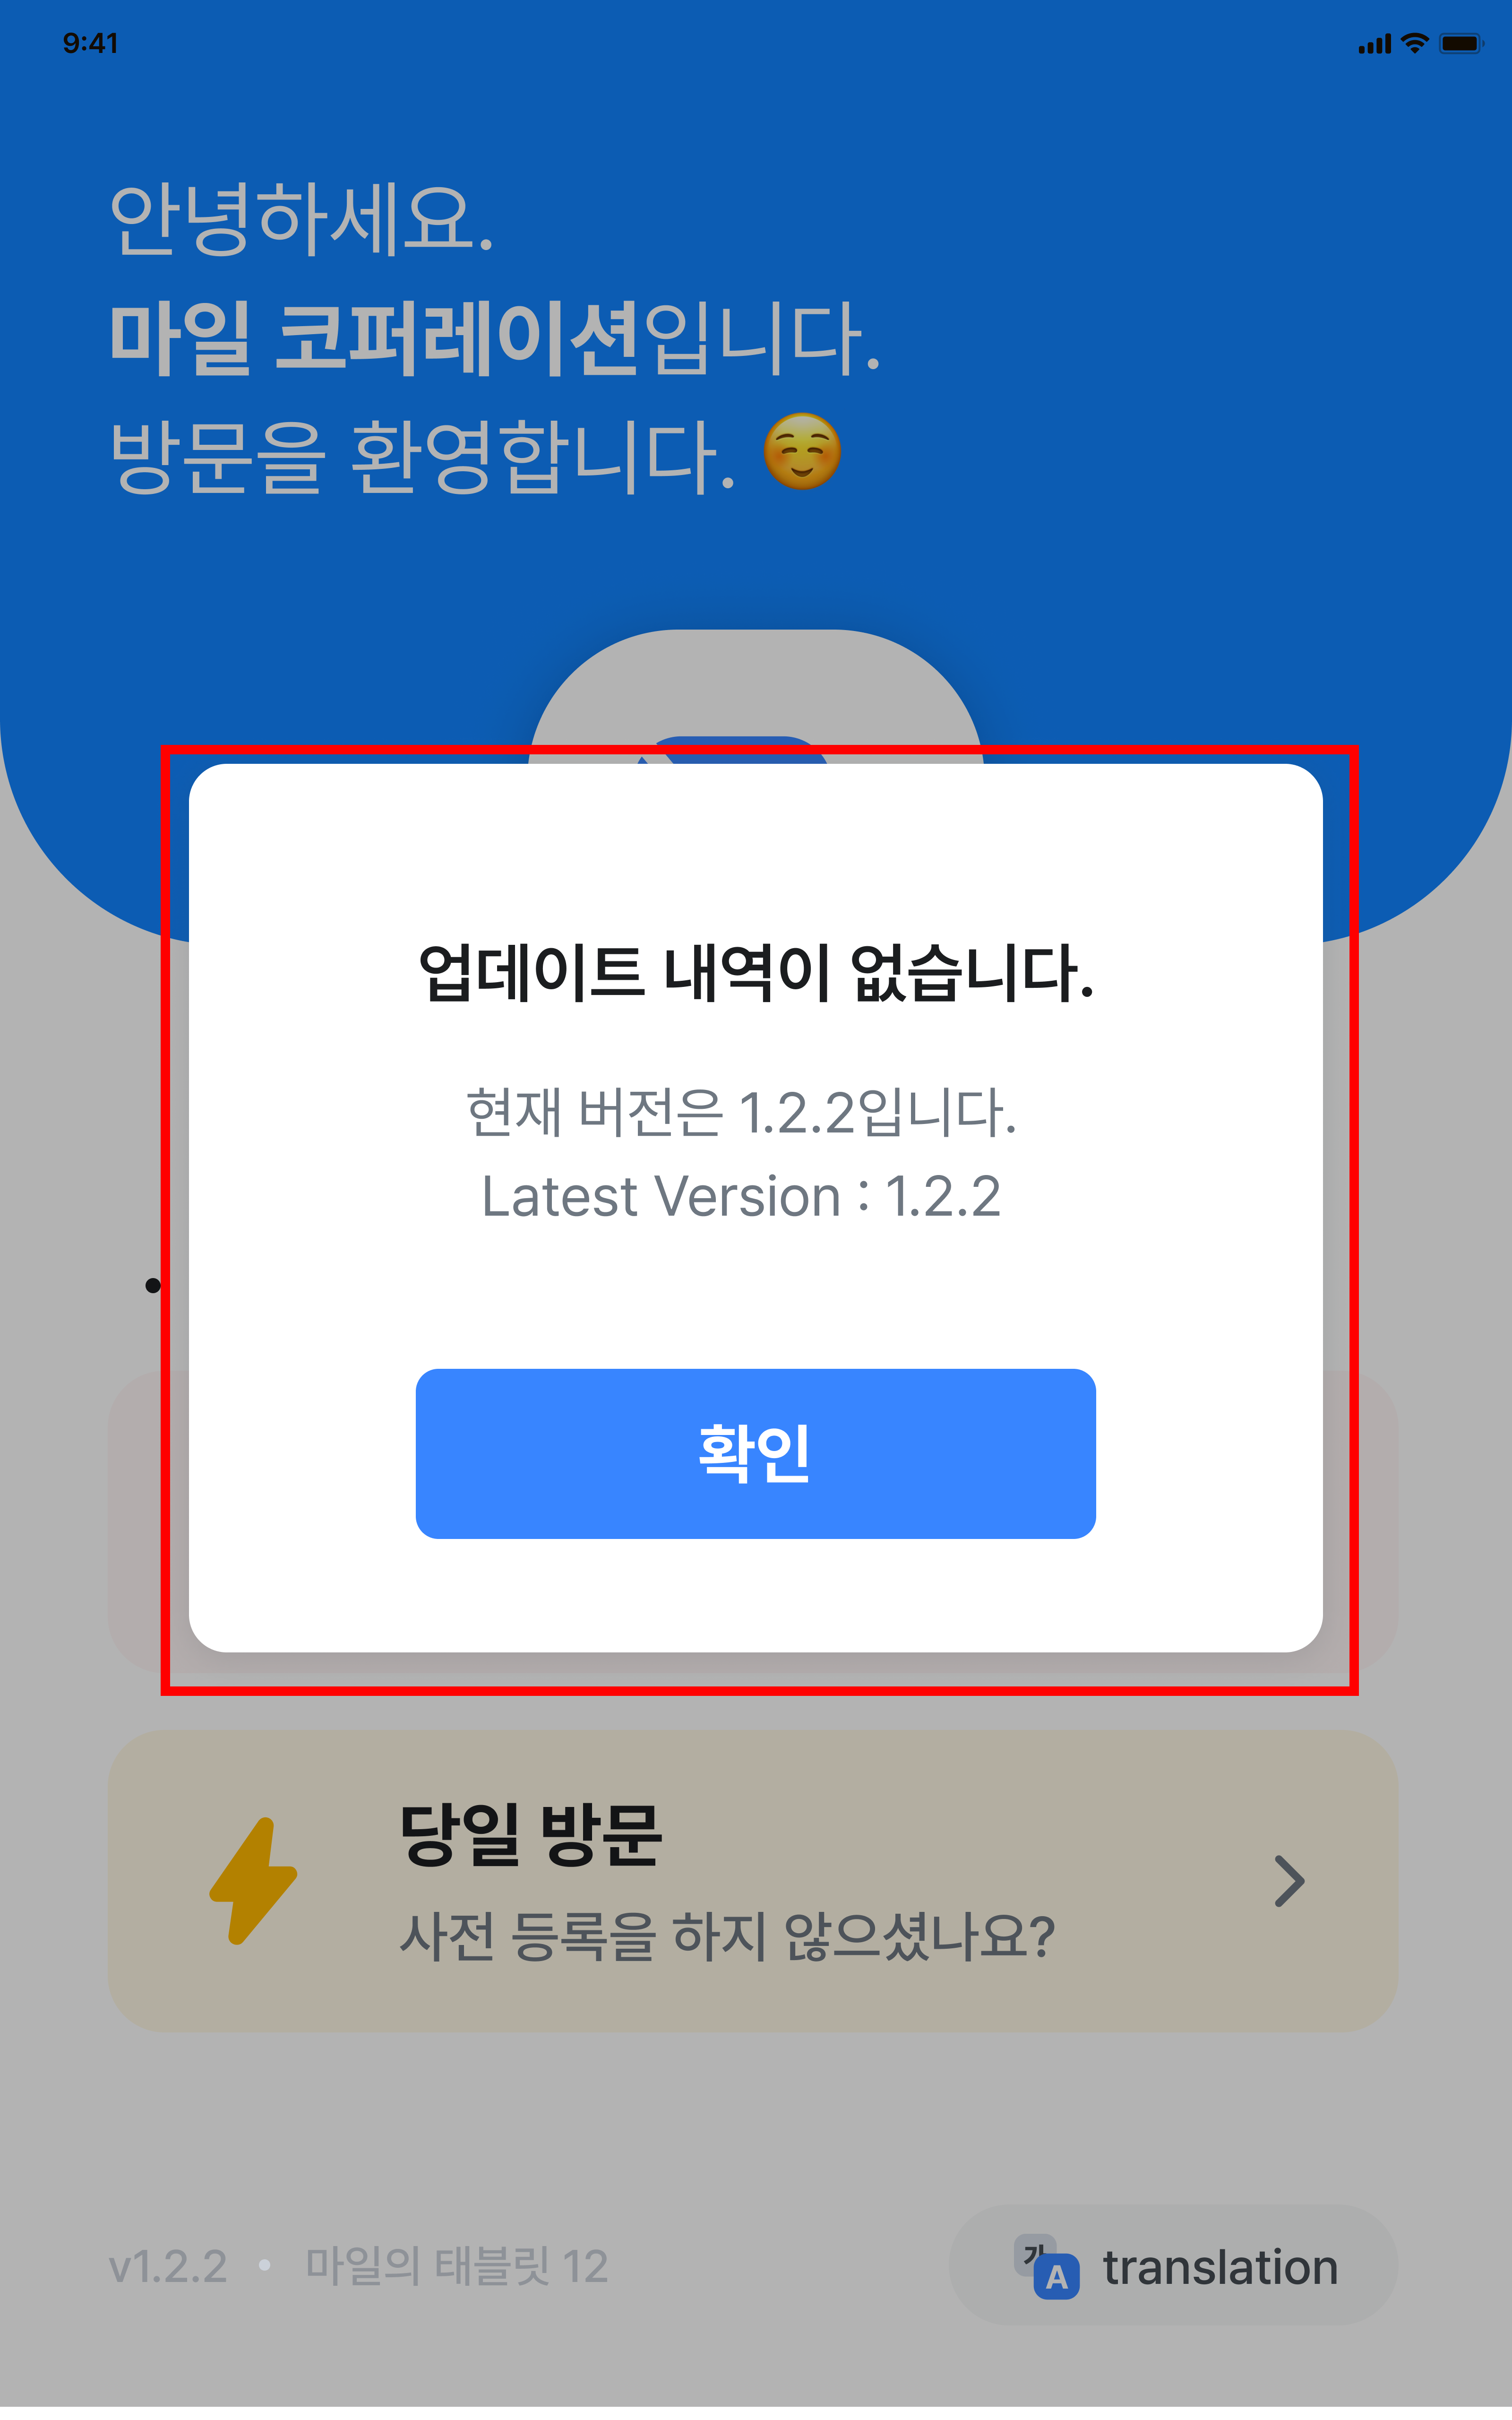 9:41
안녕하세요.
마일 코퍼레이션입니다.
방문을 환영합니다.
업데이트 내역이 없습니다.
현재 버전은 1.2.2입니다.
Latest Version : 1.2.2
확인
당일 방문
사전 등록을 하지 않으셨나요?
v1.2.2 • 마일의 태블릿 12
가 A translation